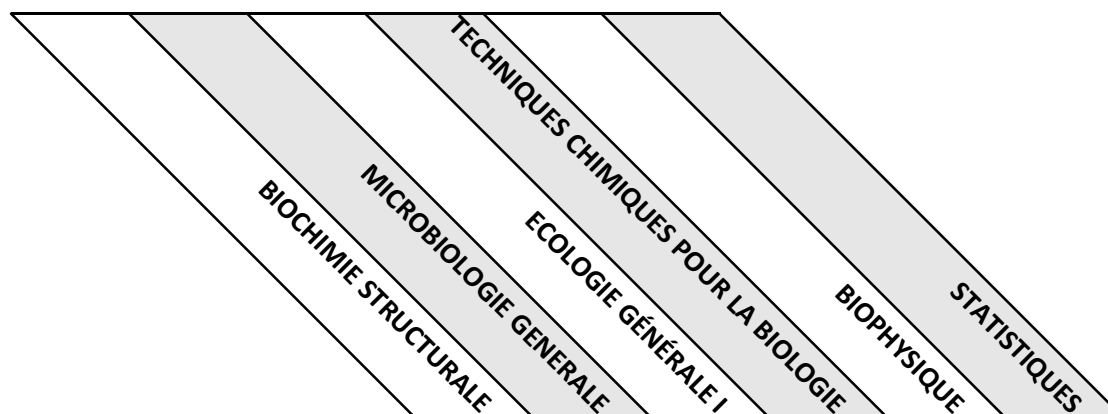 BIOCHIMIE STRUCTURALE
MICROBIOLOGIE GENERALE
ECOLOGIE GÉNÉRALE I
TECHNIQUES CHIMIQUES POUR LA BIOLOGIE
BIOPHYSIQUE
STATISTIQUES